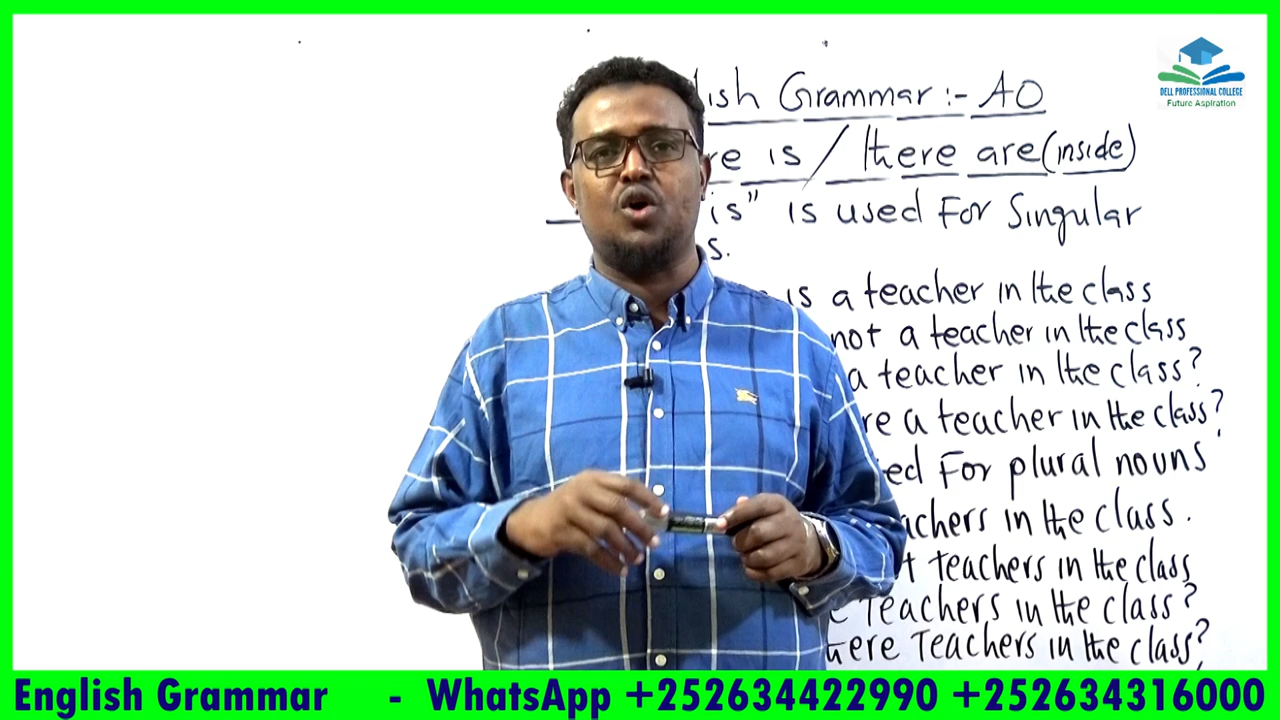 lish Grammar :- AO
re is / there are (inside)
is" is used For Singular
s.
is a teacher in the class
not a teacher in the class
a teacher in the class?
re a teacher in the class?
ed For plural nouns
achers in the class.
t Teachers in the class
e Teachers in the class?
here Teachers in the class?
DELL PROFESSIONAL COLLEGE
Future Aspiration
English Grammar - WhatsApp +252634422990 +252634316000